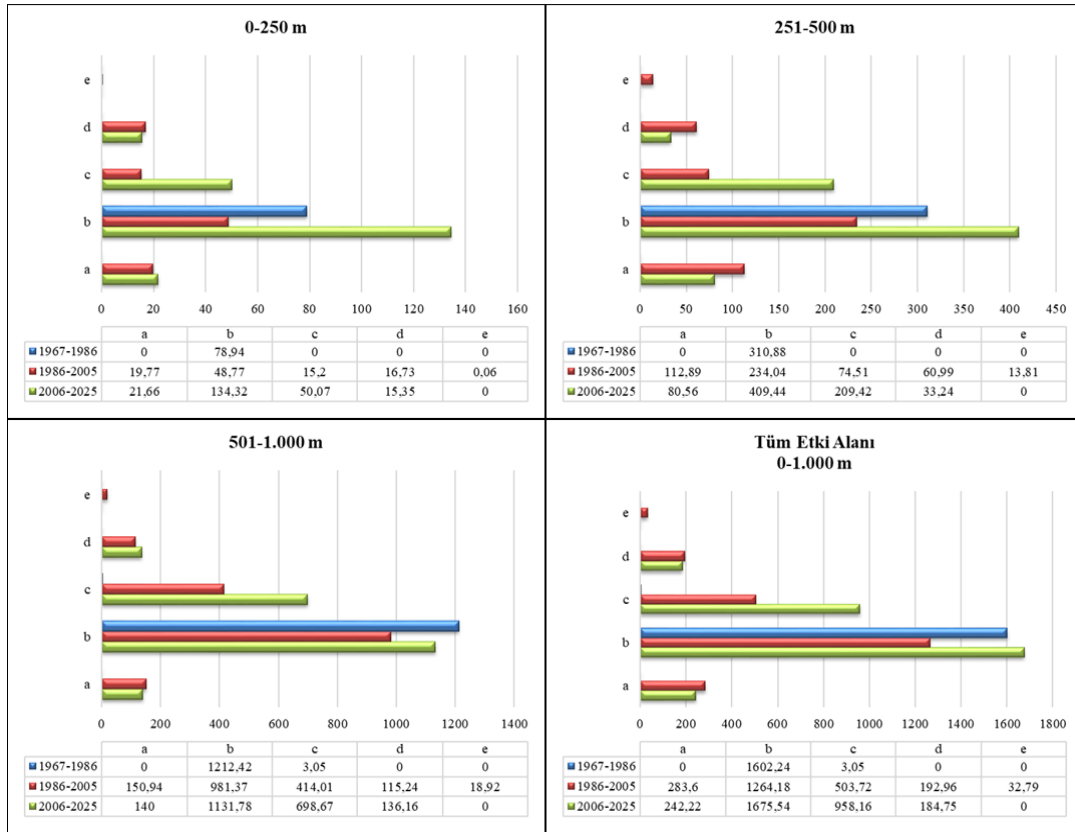 0-250 m
e
d
c
b
a
0 20 40 60 80 100 120 140 160
a b c d e
1967-1986 0 78,94 0 0 0
1986-2005 19,77 48,77 15,2 16,73 0,06
2006-2025 21,66 134,32 50,07 15,35 0
251-500 m
e
d
c
b
a
0 50 100 150 200 250 300 350 400 450
a b c d e
1967-1986 0 310,88 0 0 0
1986-2005 112,89 234,04 74,51 60,99 13,81
2006-2025 80,56 409,44 209,42 33,24 0
501-1.000 m
e
d
c
b
a
0 200 400 600 800 1000 1200 1400
a b c d e
1967-1986 0 1212,42 3,05 0 0
1986-2005 150,94 981,37 414,01 115,24 18,92
2006-2025 140 1131,78 698,67 136,16 0
Tüm Etki Alanı
0-1.000 m
e
d
c
b
a
0 200 400 600 800 1000 1200 1400 1600 1800
a b c d e
1967-1986 0 1602,24 3,05 0 0
1986-2005 283,6 1264,18 503,72 192,96 32,79
2006-2025 242,22 1675,54 958,16 184,75 0